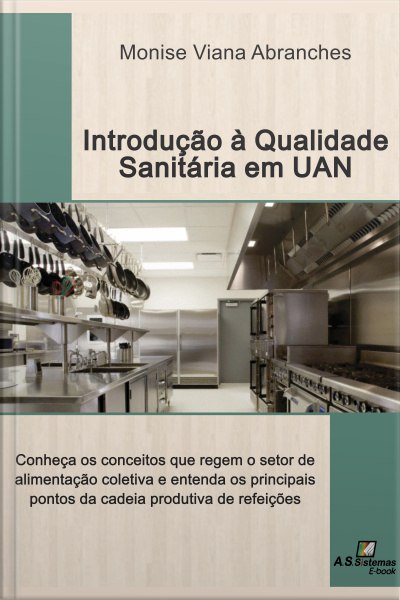 Monise Viana Abranches
Introdução à Qualidade
Sanitária em UAN
Conheça os conceitos que regem o setor de
alimentação coletiva e entenda os principais
pontos da cadeia produtiva de refeições
A.S. Sistemas
E-book